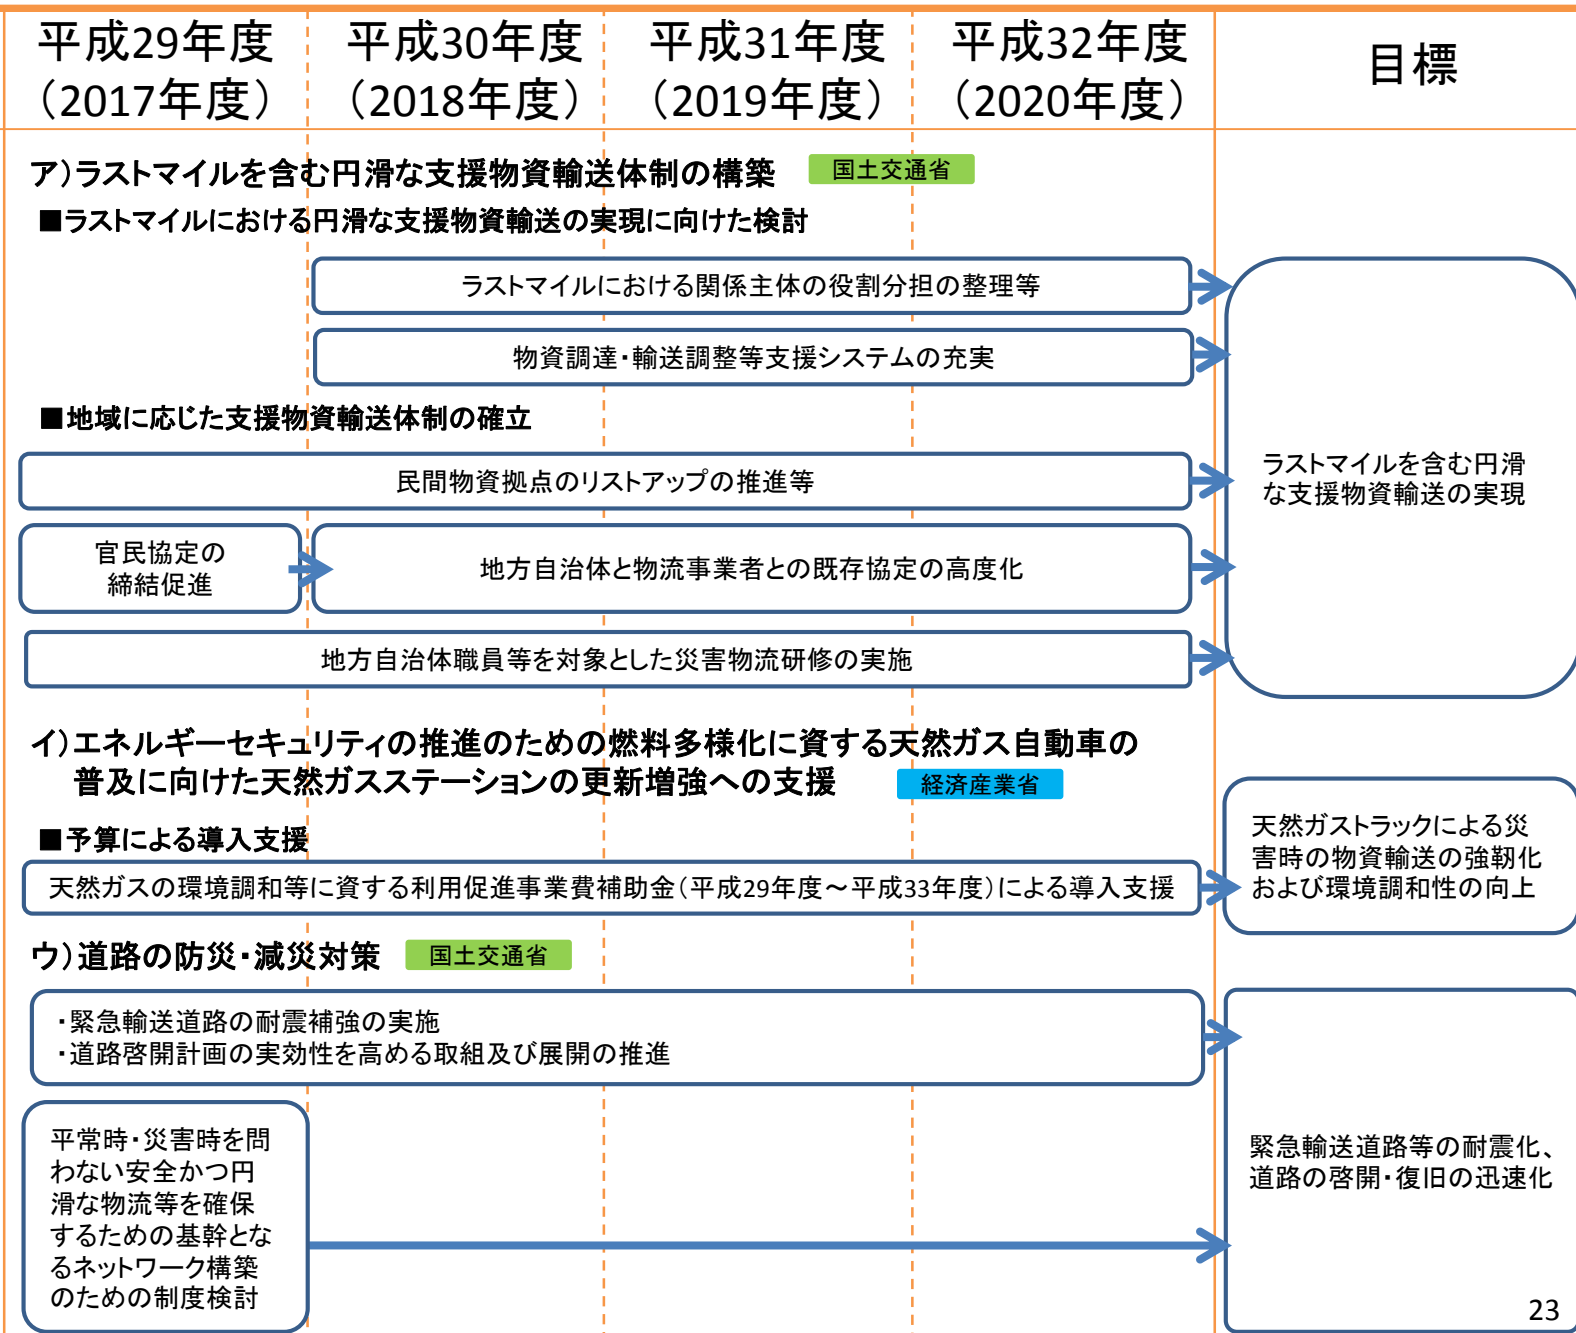 平成29年度
（2017年度）
平成30年度
（2018年度）
平成31年度
（2019年度）
平成32年度
（2020年度）
目標
ア）ラストマイルを含む円滑な支援物資輸送体制の構築
国土交通省
■ラストマイルにおける円滑な支援物資輸送の実現に向けた検討
ラストマイルにおける関係主体の役割分担の整理等
物資調達・輸送調整等支援システムの充実
■地域に応じた支援物資輸送体制の確立
民間物資拠点のリストアップの推進等
官民協定の
締結促進
地方自治体と物流事業者との既存協定の高度化
地方自治体職員等を対象とした災害物流研修の実施
ラストマイルを含む円滑
な支援物資輸送の実現
イ）エネルギーセキュリティの推進のための燃料多様化に資する天然ガス自動車の
普及に向けた天然ガスステーションの更新増強への支援
経済産業省
■予算による導入支援
天然ガスの環境調和等に資する利用促進事業費補助金（平成29年度～平成33年度）による導入支援
天然ガストラックによる災
害時の物資輸送の強靭化
および環境調和性の向上
ウ）道路の防災・減災対策
国土交通省
・緊急輸送道路の耐震補強の実施
・道路啓開計画の実効性を高める取組及び展開の推進
平常時・災害時を問
わない安全かつ円
滑な物流等を確保
するための基幹とな
るネットワーク構築
のための制度検討
緊急輸送道路等の耐震化、
道路の啓開・復旧の迅速化
23